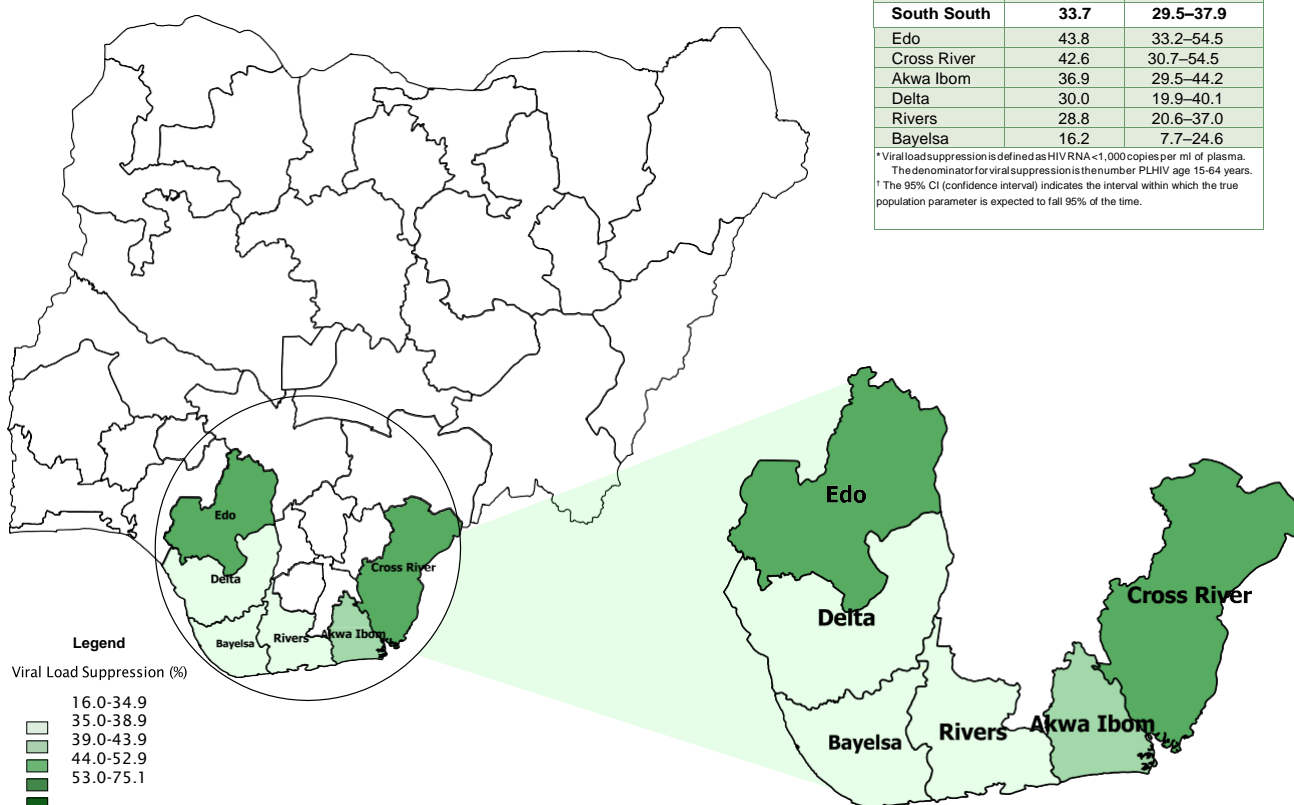 South South 33.7 29.5–37.9
Edo 43.8 33.2–54.5
Cross River 42.6 30.7–54.5
Akwa Ibom 36.9 29.5–44.2
Delta 30.0 19.9–40.1
Rivers 28.8 20.6–37.0
Bayelsa 16.2 7.7–24.6
* Viral load suppression is defined as HIV RNA <1,000 copies per ml of plasma.
The denominator for viral suppression is the number PLHIV age 15-64 years.
† The 95% CI (confidence interval) indicates the interval within which the true
population parameter is expected to fall 95% of the time.
Edo
Cross River
Delta
Bayelsa
Rivers
Akwa Ibom
Edo
Cross River
Delta
Bayelsa
Rivers
Akwa Ibom
Legend
Viral Load Suppression (%)
16.0-34.9
35.0-38.9
39.0-43.9
44.0-52.9
53.0-75.1